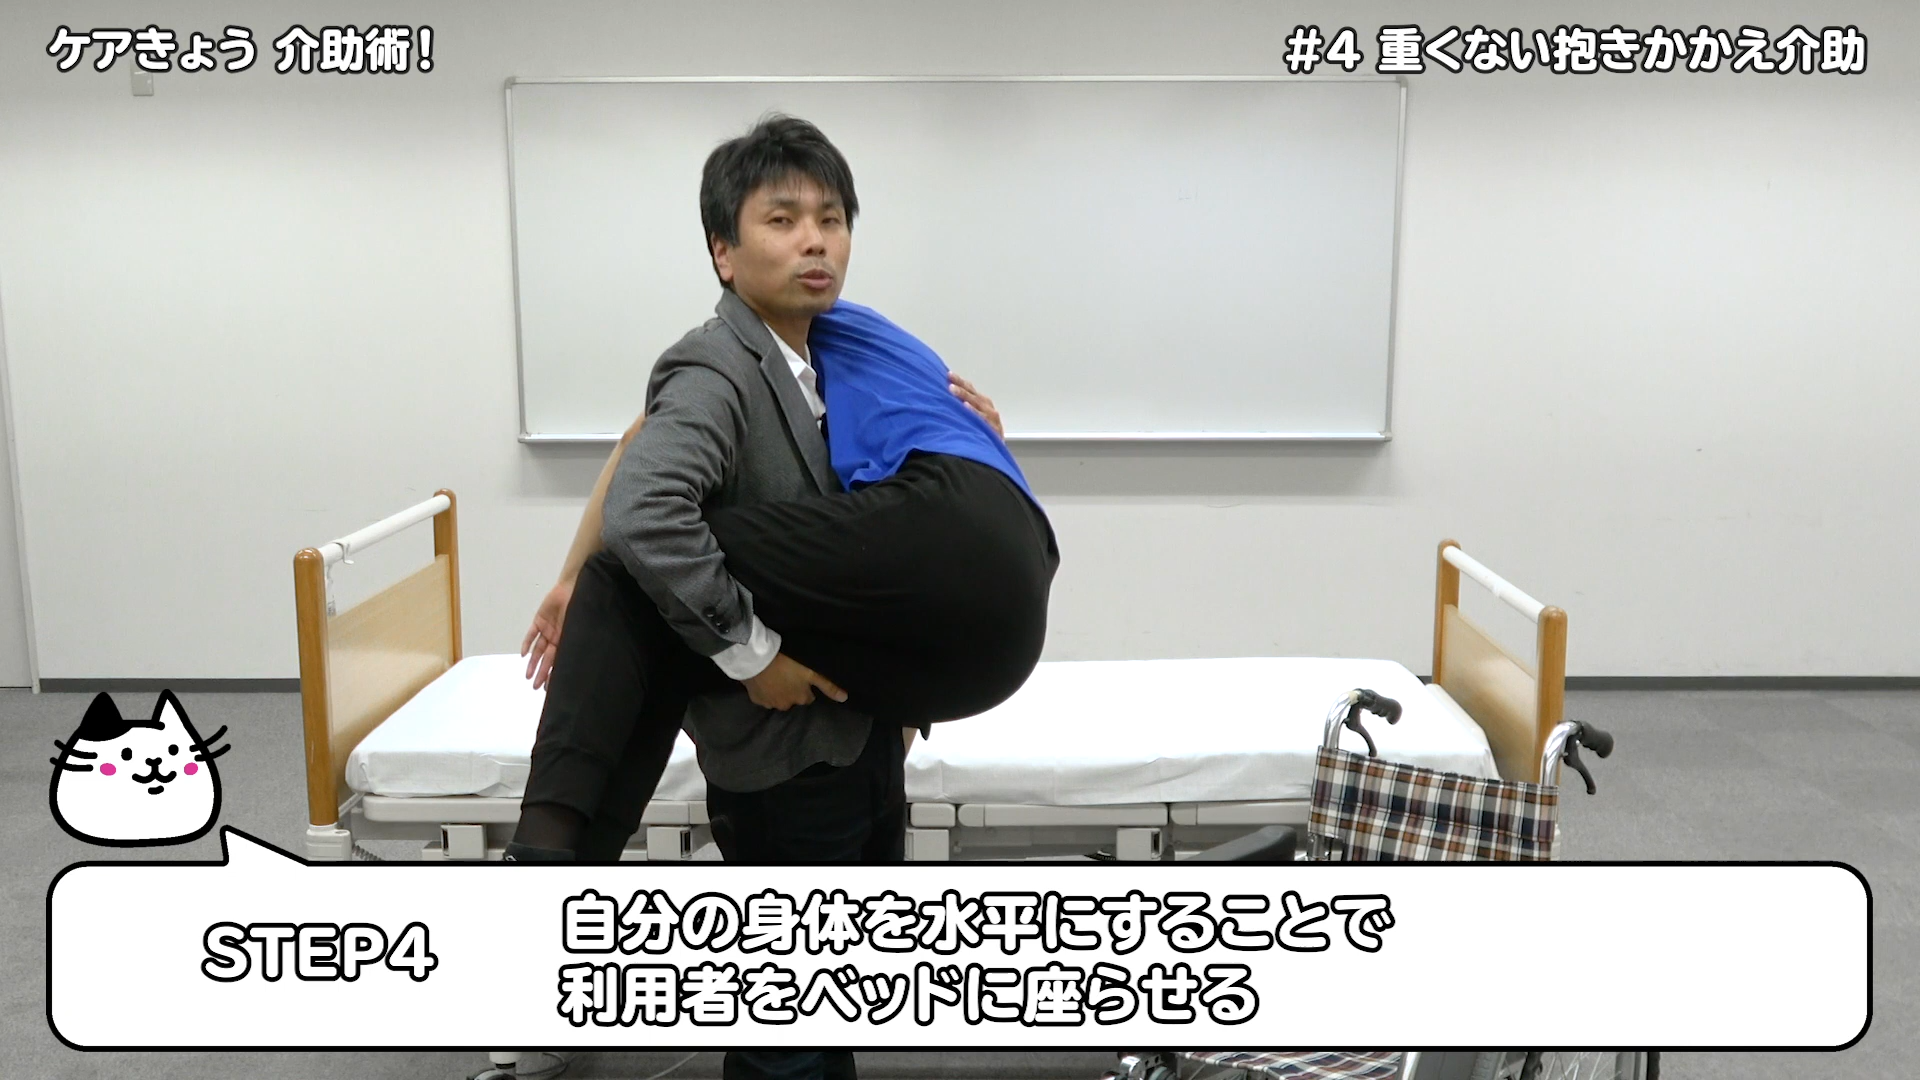 ケアきょう 介助術!
#4 重くない抱きかかえ介助
STEP4
自分の身体を水平にすることで
利用者をベッドに座らせる